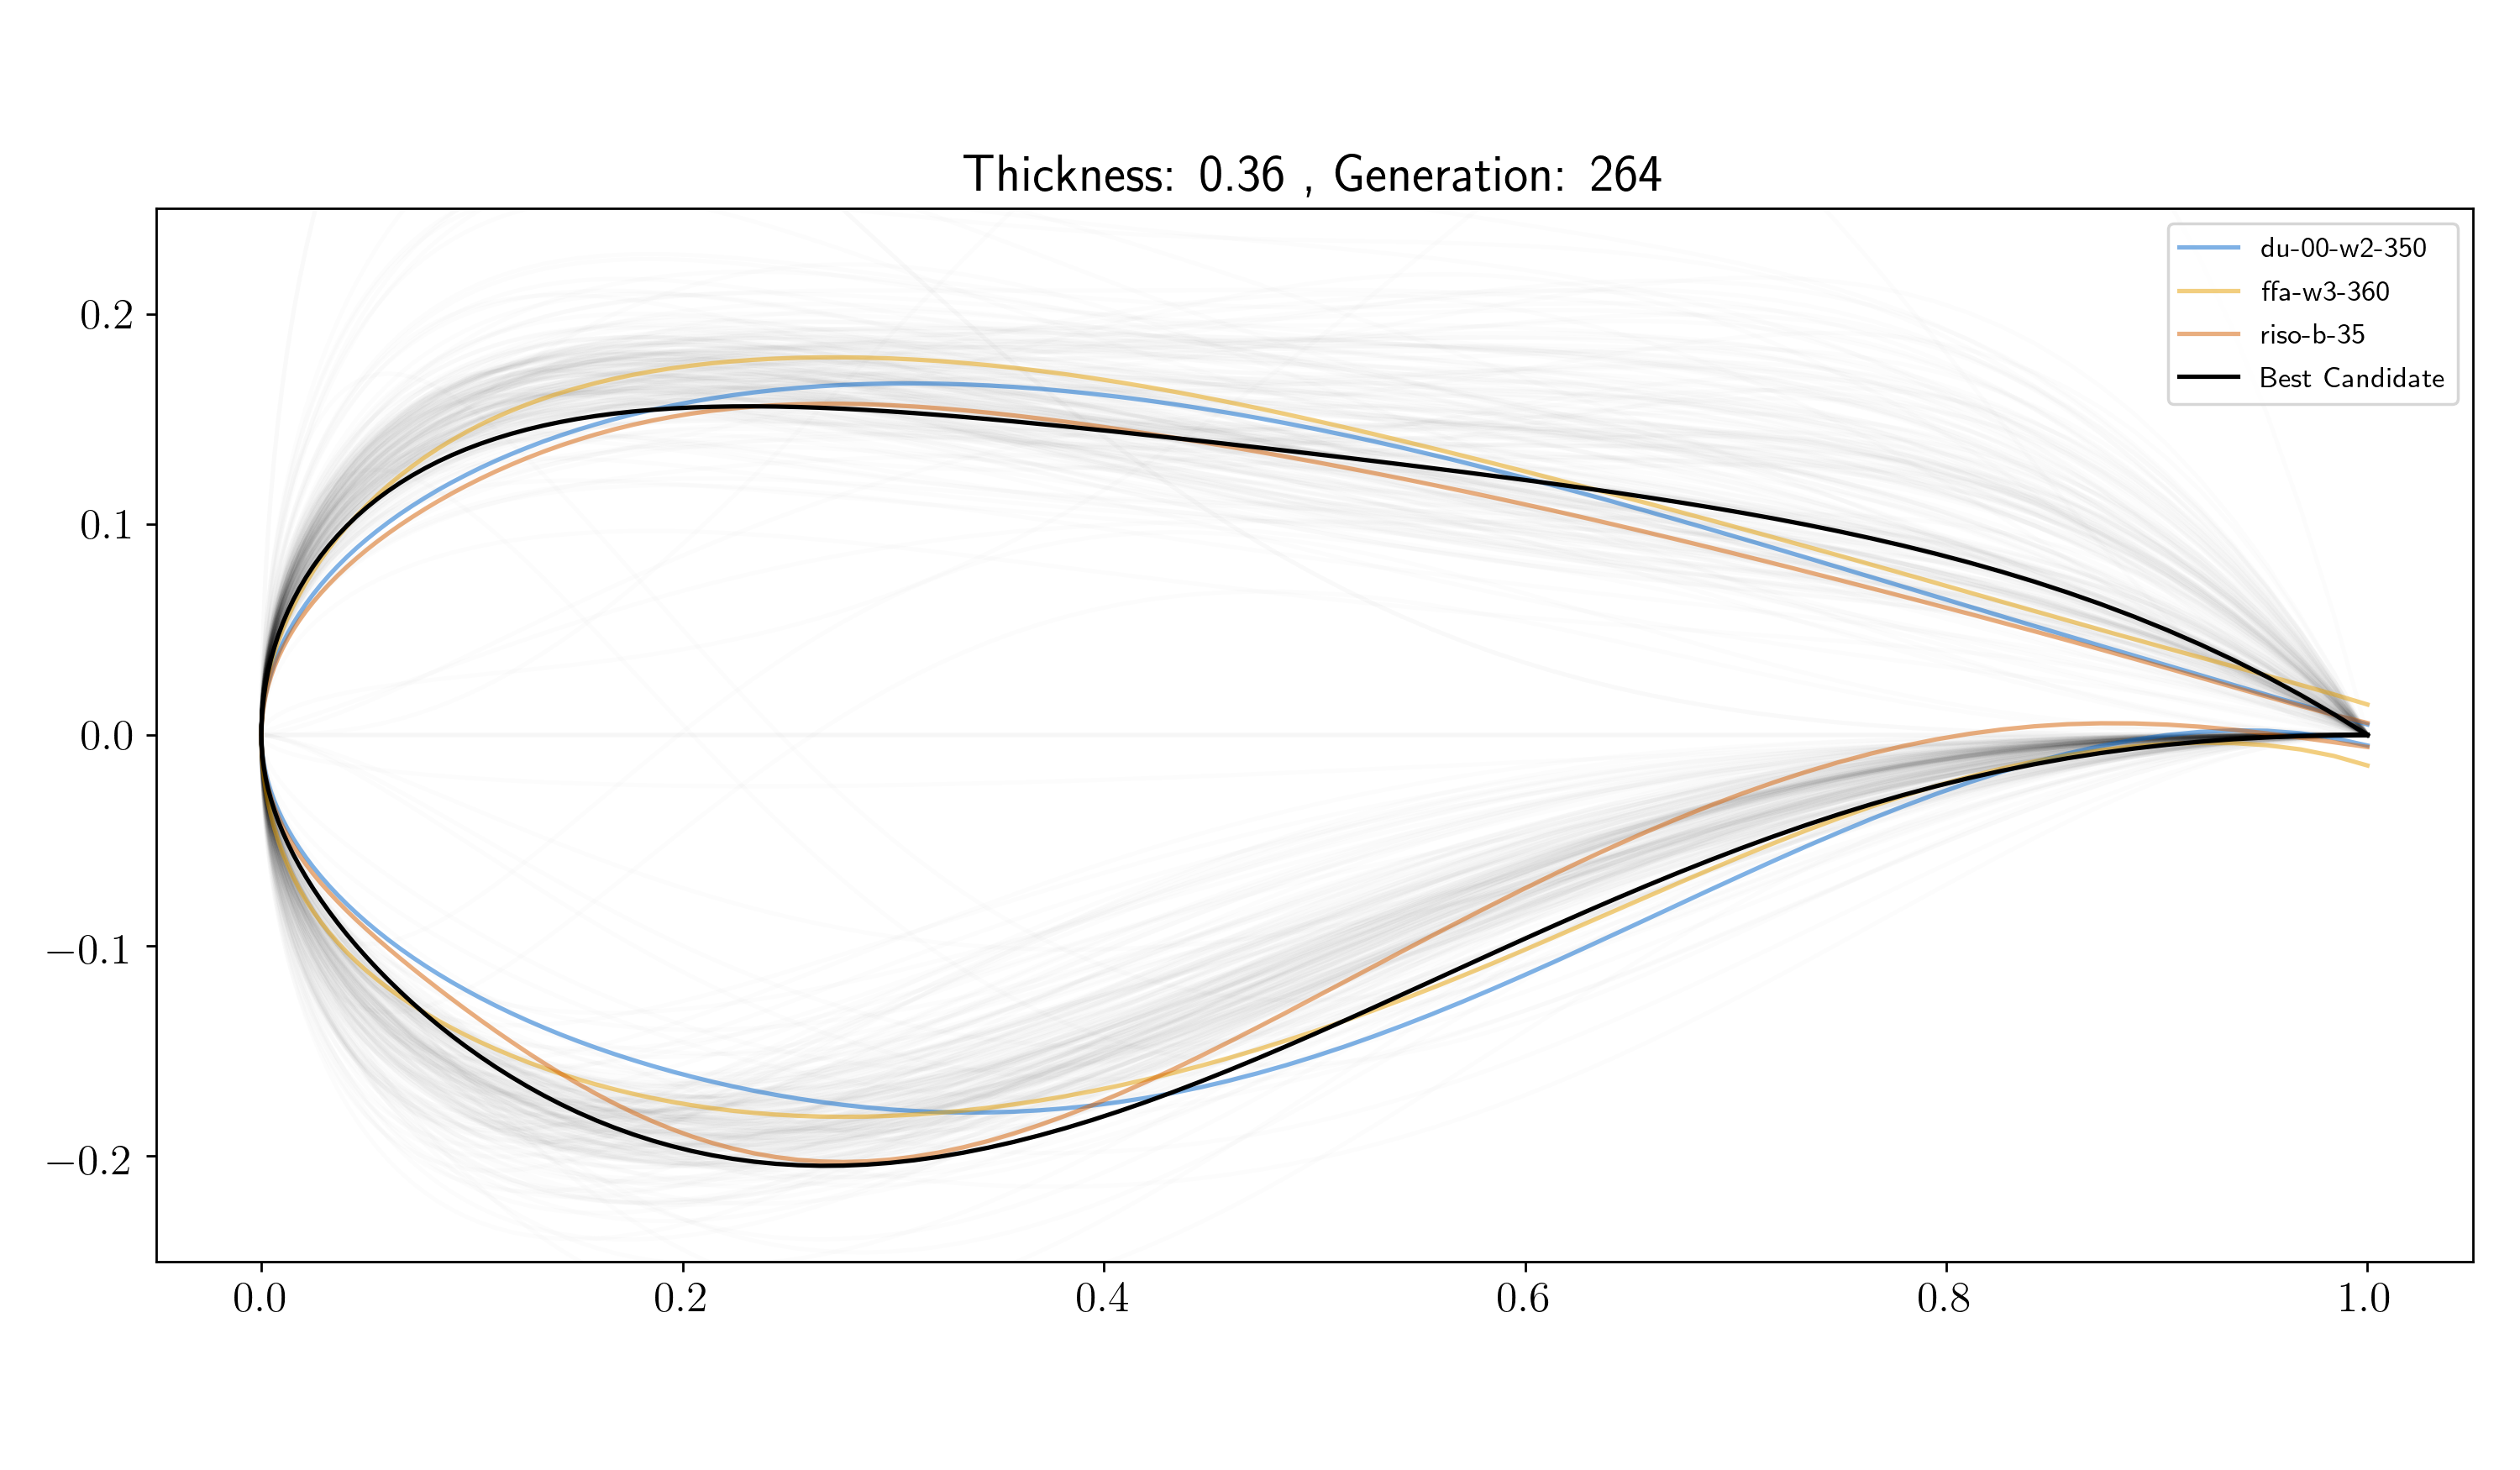 Thickness: 0.36 , Generation: 264
du-00-w2-350
ffa-w3-360
riso-b-35
Best Candidate
0.2
0.1
0.0
−0.1
−0.2
0.0 0.2 0.4 0.6 0.8 1.0